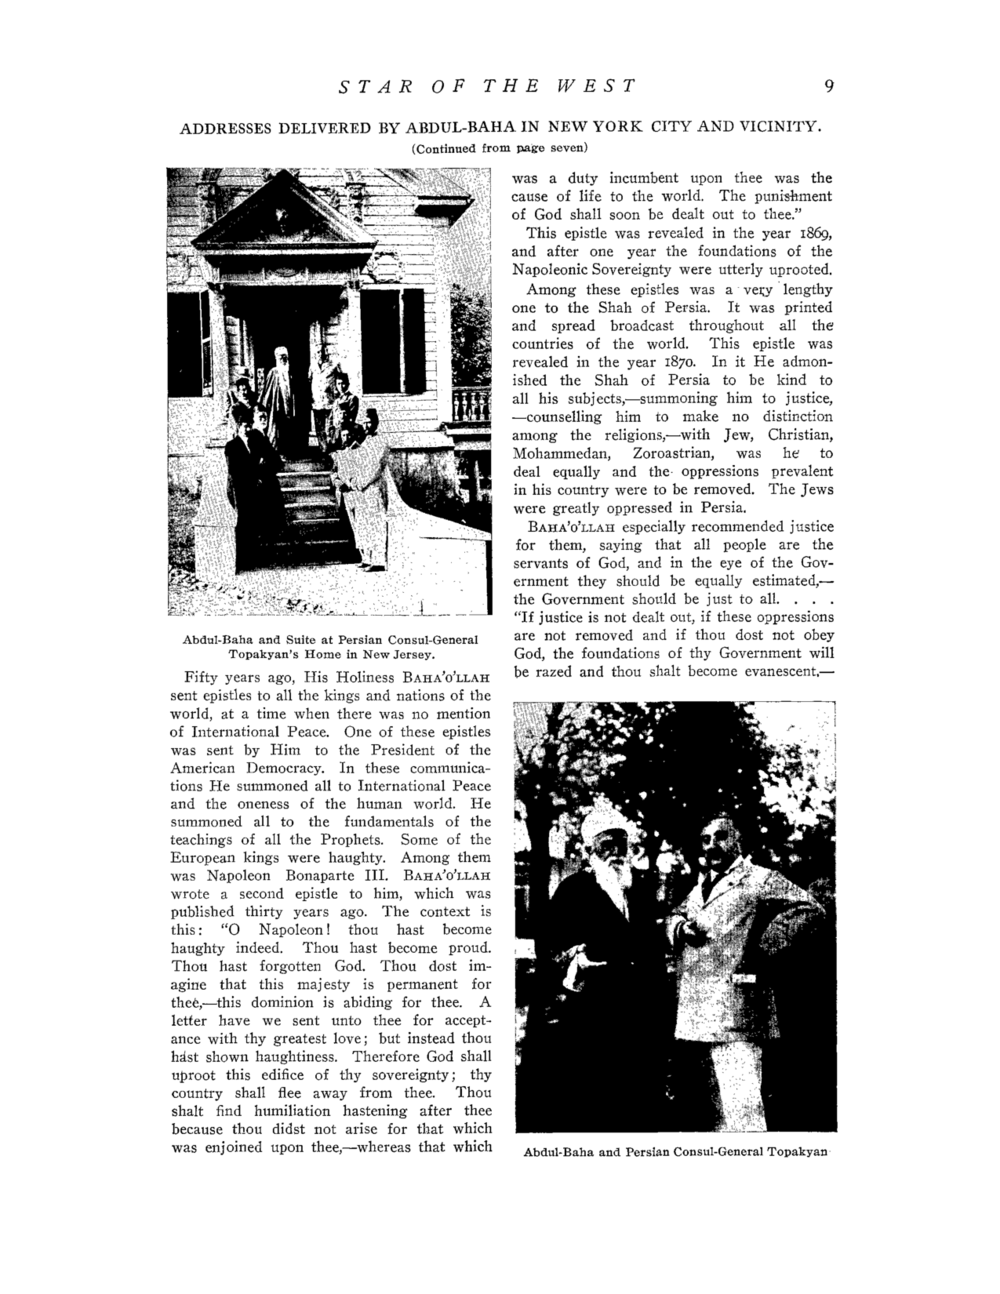 STAR OF THE WEST 9
ADDRESSES DELIVERED BY ABDUL-BAHA IN NEW YORK CITY AND VICINITY.
(Continued from page seven)
Abdul-Baha and Suite at Persian Consul-General
Topakyan's Home in New Jersey.
Fifty years ago, His Holiness BAHA'O'LLAH
sent epistles to all the kings and nations of the
world, at a time when there was no mention
of International Peace. One of these epistles
was sent by Him to the President of the
American Democracy. In these communica-
tions He summoned all to International Peace
and the oneness of the human world. He
summoned all to the fundamentals of the
teachings of all the Prophets. Some of the
European kings were haughty. Among them
was Napoleon Bonaparte III. BAHA'O'LLAH
wrote a second epistle to him, which was
published thirty years ago. The context is
this: "O Napoleon! thou hast become
haughty indeed. Thou hast become proud.
Thou hast forgotten God. Thou dost im-
agine that this majesty is permanent for
thee,—this dominion is abiding for thee. A
letter have we sent unto thee for accept-
ance with thy greatest love; but instead thou
hast shown haughtiness. Therefore God shall
uproot this edifice of thy sovereignty; thy
country shall flee away from thee. Thou
shalt find humiliation hastening after thee
because thou didst not arise for that which
was enjoined upon thee,—whereas that which
was a duty incumbent upon thee was the
cause of life to the world. The punishment
of God shall soon be dealt out to thee."
This epistle was revealed in the year 1869,
and after one year the foundations of the
Napoleonic Sovereignty were utterly uprooted.
Among these epistles was a very lengthy
one to the Shah of Persia. It was printed
and spread broadcast throughout all the
countries of the world. This epistle was
revealed in the year 1870. In it He admon-
ished the Shah of Persia to be kind to
all his subjects,—summoning him to justice,
—counselling him to make no distinction
among the religions,—with Jew, Christian,
Mohammedan, Zoroastrian, was he to
deal equally and the oppressions prevalent
in his country were to be removed. The Jews
were greatly oppressed in Persia.
BAHA'O'LLAH especially recommended justice
for them, saying that all people are the
servants of God, and in the eye of the Gov-
ernment they should be equally estimated,—
the Government should be just to all. . . .
"If justice is not dealt out, if these oppressions
are not removed and if thou dost not obey
God, the foundations of thy Government will
be razed and thou shalt become evanescent,—
Abdul-Baha and Persian Consul-General Topakyan